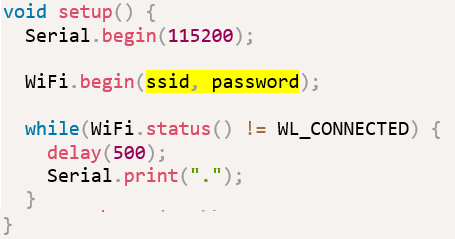 void setup() {
  Serial.begin(115200);
  WiFi.begin(ssid, password);
  while(WiFi.status() != WL_CONNECTED) {
    delay(500);
    Serial.print(".");
  }
}